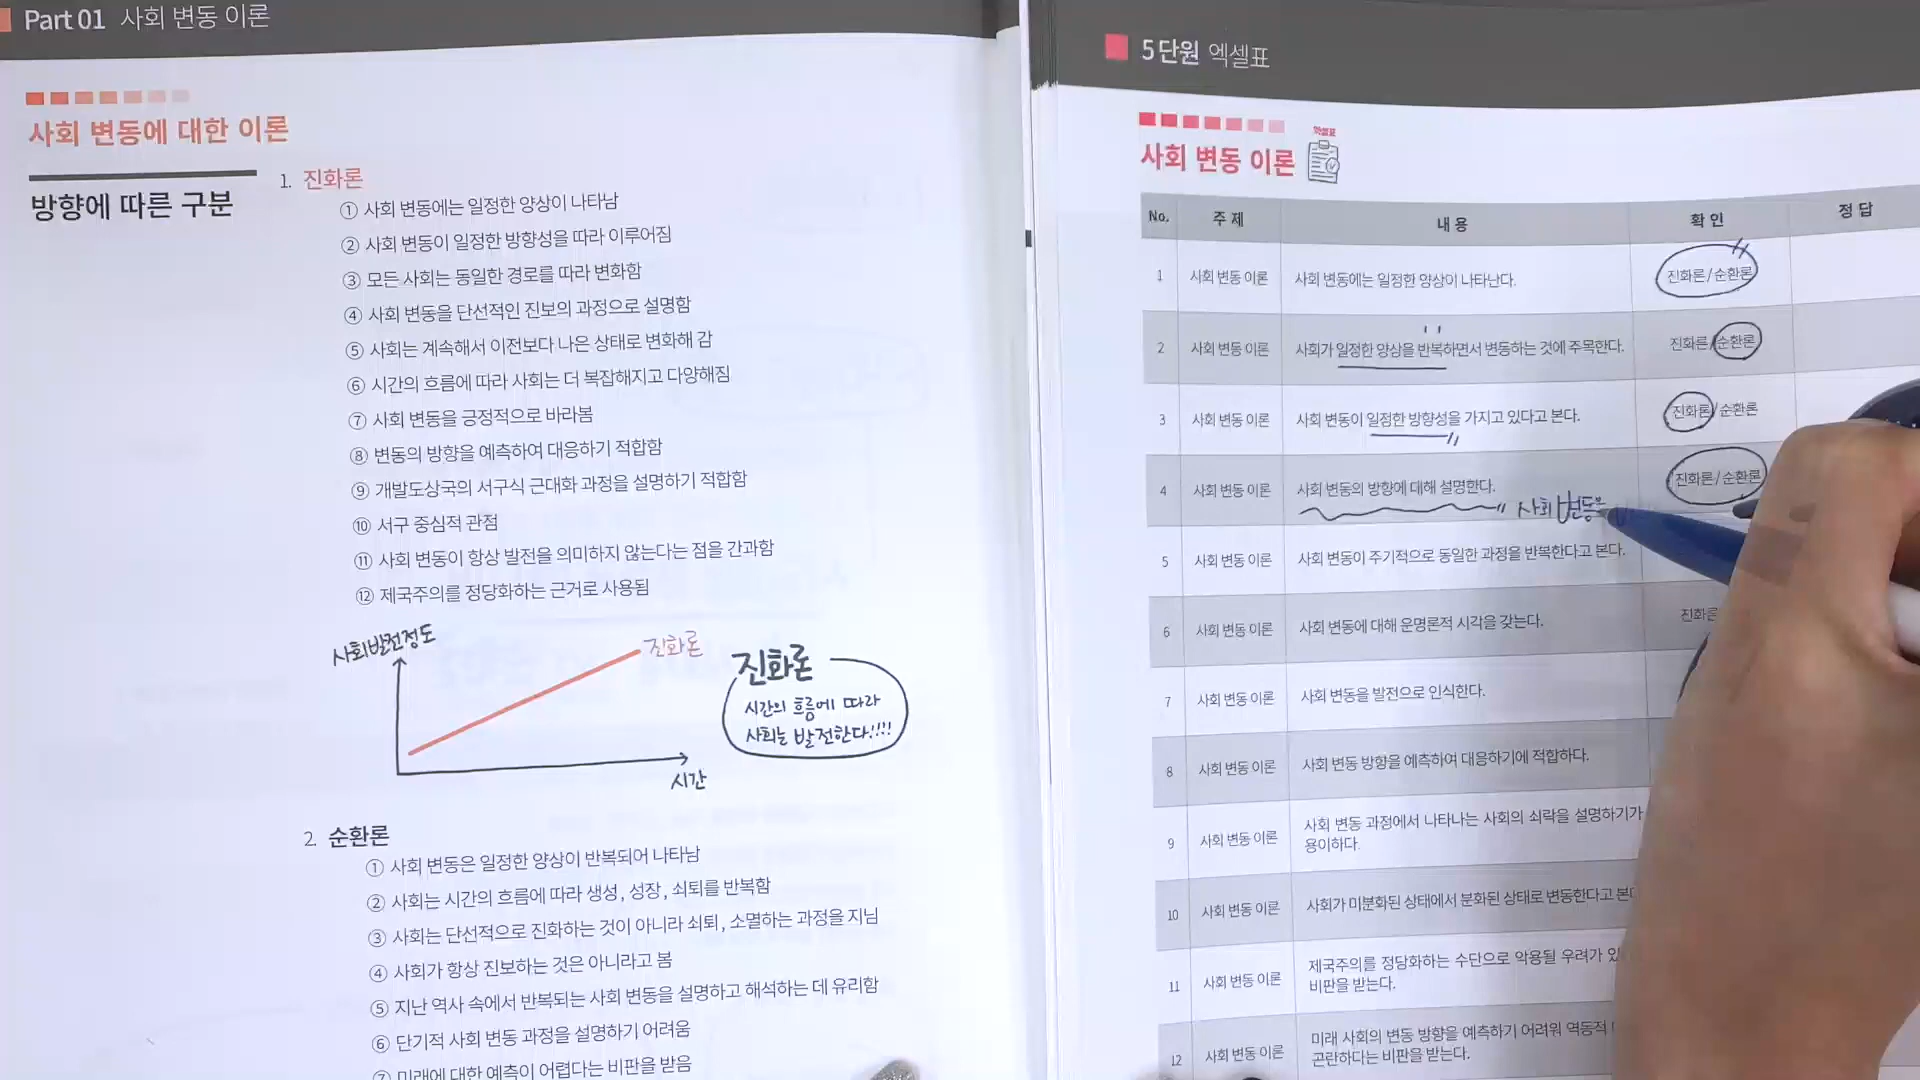 Part 01 사회 변동 이론
사회 변동에 대한 이론
방향에 따른 구분
1. 진화론
① 사회 변동에는 일정한 양상이 나타남
② 사회 변동이 일정한 방향성을 따라 이루어짐
③ 모든 사회는 동일한 경로를 따라 변화함
④ 사회 변동을 단선적인 진보의 과정으로 설명함
⑤ 사회는 계속해서 이전보다 나은 상태로 변화해 감
⑥ 시간의 흐름에 따라 사회는 더 복잡해지고 다양해짐
⑦ 사회 변동을 긍정적으로 바라봄
⑧ 변동의 방향을 예측하여 대응하기 적합함
⑨ 개발도상국의 서구식 근대화 과정을 설명하기 적합함
⑩ 서구 중심적 관점
⑪ 사회 변동이 항상 발전을 의미하지 않는다는 점을 간과함
⑫ 제국주의를 정당화하는 근거로 사용됨
사회발전정도
진화론
시간
진화론
시간의 흐름에 따라
사회는 발전한다!!!!
2. 순환론
① 사회 변동은 일정한 양상이 반복되어 나타남
② 사회는 시간의 흐름에 따라 생성, 성장, 쇠퇴를 반복함
③ 사회는 단선적으로 진화하는 것이 아니라 쇠퇴, 소멸하는 과정을 지님
④ 사회가 항상 진보하는 것은 아니라고 봄
⑤ 지난 역사 속에서 반복되는 사회 변동을 설명하고 해석하는 데 유리함
⑥ 단기적 사회 변동 과정을 설명하기 어려움
⑦ 미래에 대한 예측이 어렵다는 비판을 받음
5단원 엑셀표
사회 변동 이론
엑셀표
No. 주제 내용 확인 정답
1 사회 변동 이론 사회 변동에는 일정한 양상이 나타난다. 진화론/순환론
2 사회 변동 이론 사회가 일정한 양상을 반복하면서 변동하는 것에 주목한다. 진화론/순환론
3 사회 변동 이론 사회 변동이 일정한 방향성을 가지고 있다고 본다. 진화론/순환론
4 사회 변동 이론 사회 변동의 방향에 대해 설명한다. 진화론/순환론
사회변동을
5 사회 변동 이론 사회 변동이 주기적으로 동일한 과정을 반복한다고 본다.
6 사회 변동 이론 사회 변동에 대해 운명론적 시각을 갖는다. 진화
7 사회 변동 이론 사회 변동을 발전으로 인식한다.
8 사회 변동 이론 사회 변동 방향을 예측하여 대응하기에 적합하다.
9 사회 변동 이론 사회 변동 과정에서 나타나는 사회의 쇠락을 설명하기가
용이하다.
10 사회 변동 이론 사회가 미분화된 상태에서 분화된 상태로 변동한다고 본
11 사회 변동 이론 제국주의를 정당화하는 수단으로 악용될 우려가
비판을 받는다.
12 사회 변동 이론 미래 사회의 변동 방향을 예측하기 어려워 역동적
곤란하다는 비판을 받는다.